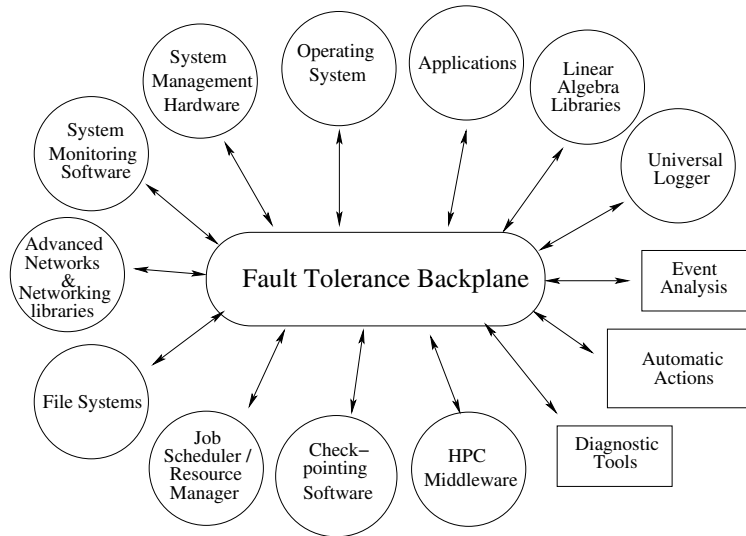 System
Management
Hardware
Operating
System
Applications
Linear
Algebra
Libraries
Universal
Logger
System
Monitoring
Software
Advanced
Networks
&
Networking
libraries
Fault Tolerance Backplane
Event
Analysis
Automatic
Actions
Diagnostic
Tools
File Systems
Job
Scheduler /
Resource
Manager
Check−
pointing
Software
HPC
Middleware